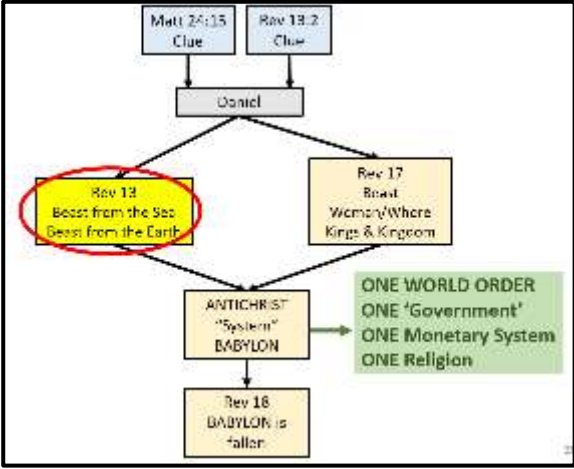 Matt 24:15
Clue
Rev 13:2
Clue
Daniel
Rev 13
Beast from the Sea
Beast from the Earth
Rev 17
Beast
Woman/Whore
Kings & Kingdom
ANTICHRIST
"System"
BABYLON
ONE WORLD ORDER
ONE 'Government'
ONE Monetary System
ONE Religion
Rev 18
BABYLON is
fallen